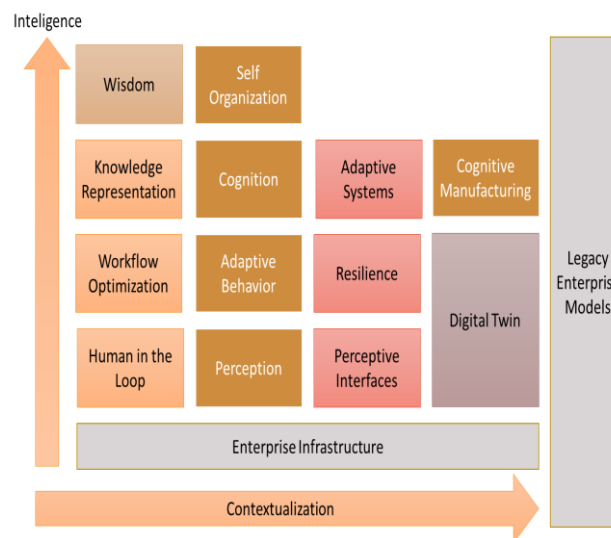 Inteligence
Wisdom
Self
Organization
Knowledge
Representation
Cognition
Adaptive
Systems
Cognitive
Manufacturing
Workflow
Optimization
Adaptive
Behavior
Resilience
Digital Twin
Human in the
Loop
Perception
Perceptive
Interfaces
Enterprise Infrastructure
Contextualization
Legacy
Enterpris
Models